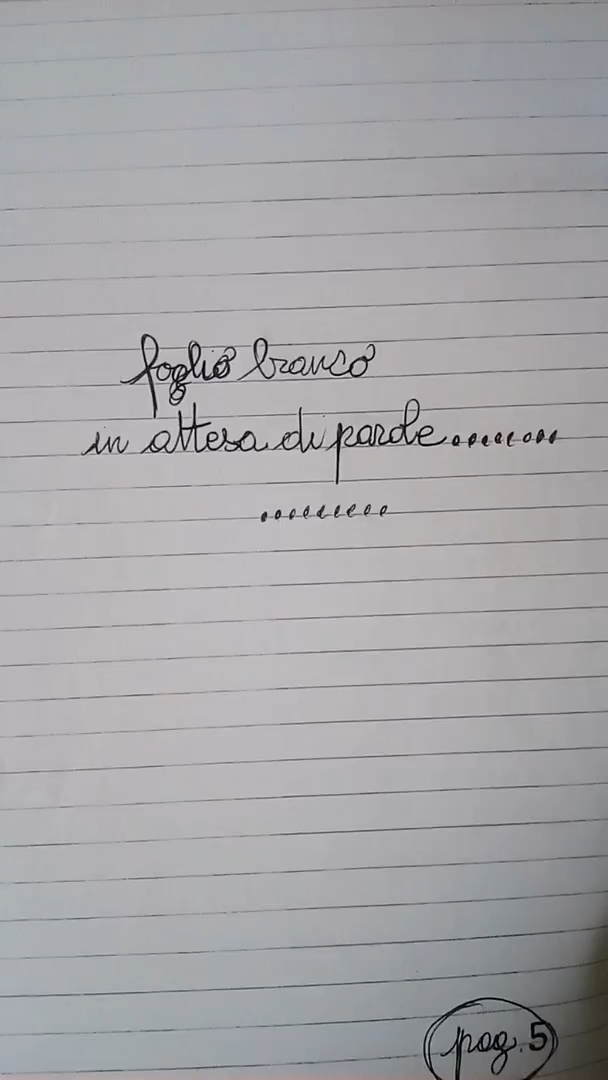 foglio bianco
in attesa di parole.........
.........
pag. 5